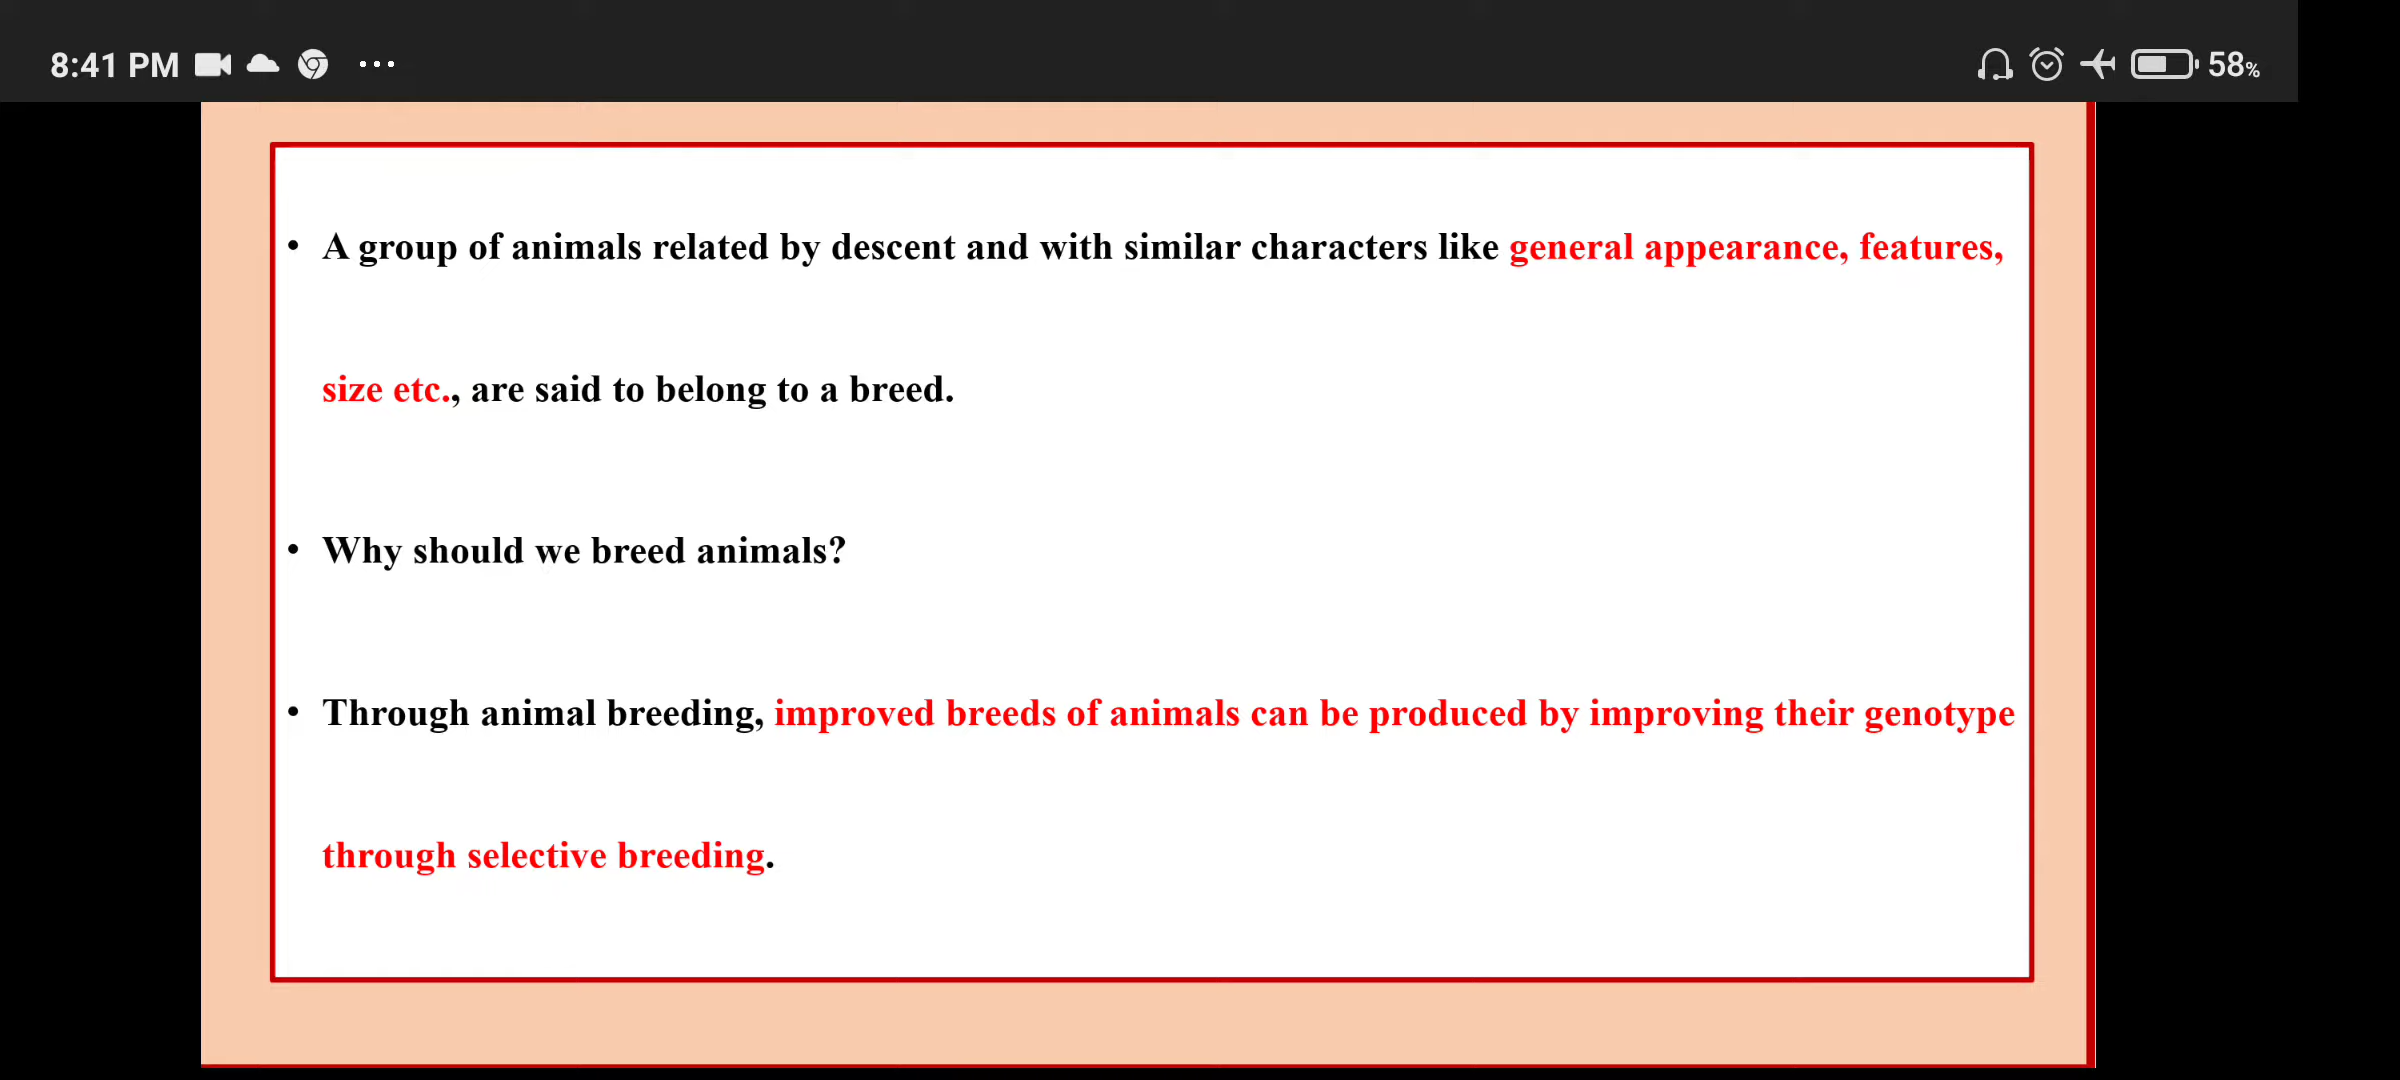 8:41 PM ... 58%
• A group of animals related by descent and with similar characters like general appearance, features,
size etc., are said to belong to a breed.
• Why should we breed animals?
• Through animal breeding, improved breeds of animals can be produced by improving their genotype
through selective breeding.